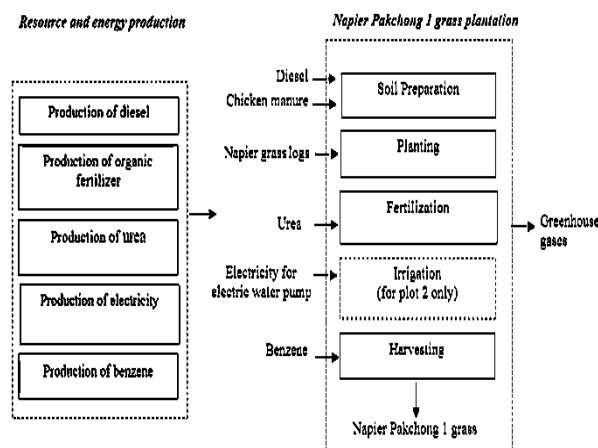 Resource and energy production
Production of diesel
Production of organic
fertilizer
Production of urea
Production of electricity
Production of benzene
Napier Pakchong 1 grass plantation
Diesel
Chicken manure
Soil Preparation
Napier grass logs
Planting
Urea
Fertilization
Electricity for
electric water pump
Irrigation
(for plot 2 only)
Benzene
Harvesting
Greenhouse
gases
Napier Pakchong 1 grass